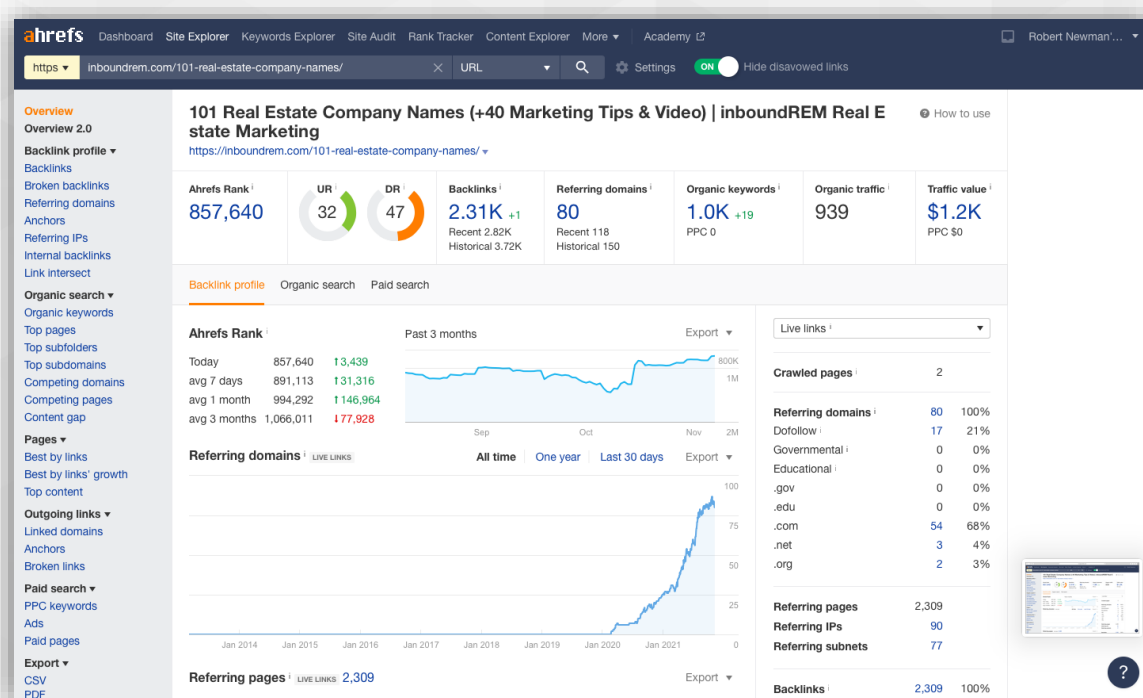 ahrefs Dashboard Site Explorer Keywords Explorer Site Audit Rank Tracker Content Explorer More ▾ Academy Robert Newman'... ▾
https ▾ inboundrem.com/101-real-estate-company-names/ × URL ▾ Settings ON Hide disavowed links
Overview
Overview 2.0
Backlink profile ▾
Backlinks
Broken backlinks
Referring domains
Anchors
Referring IPs
Internal backlinks
Link intersect
Organic search ▾
Organic keywords
Top pages
Top subfolders
Top subdomains
Competing domains
Competing pages
Content gap
Pages ▾
Best by links
Best by links' growth
Top content
Outgoing links ▾
Linked domains
Anchors
Broken links
Paid search ▾
PPC keywords
Ads
Paid pages
Export ▾
CSV
PDF
101 Real Estate Company Names (+40 Marketing Tips & Video) | inboundREM Real E
state Marketing
How to use
https://inboundrem.com/101-real-estate-company-names/ ▾
Ahrefs Rank i UR i DR i Backlinks i Referring domains i Organic keywords i Organic traffic i Traffic value i
857,640 32 47 2.31K +1 80 1.0K +19 939 $1.2K
Recent 2.82K Recent 118 PPC 0 PPC $0
Historical 3.72K Historical 150
Backlink profile Organic search Paid search
Ahrefs Rank i Past 3 months Export ▾
Today 857,640 ↑3,439
avg 7 days 891,113 ↑31,316
avg 1 month 994,292 ↑146,964
avg 3 months 1,066,011 ↓77,928
800K
1M
Sep Oct Nov 2M
Referring domains i LIVE LINKS All time One year Last 30 days Export ▾
100
75
50
25
Jan 2014 Jan 2015 Jan 2016 Jan 2017 Jan 2018 Jan 2019 Jan 2020 Jan 2021 0
Referring pages i LIVE LINKS 2,309 Export ▾
Live links i ▾
Crawled pages i 2
Referring domains i 80 100%
Dofollow i 17 21%
Governmental i 0 0%
Educational i 0 0%
.gov 0 0%
.edu 0 0%
.com 54 68%
.net 3 4%
.org 2 3%
Referring pages 2,309
Referring IPs 90
Referring subnets 77
Backlinks i 2,309 100%
?